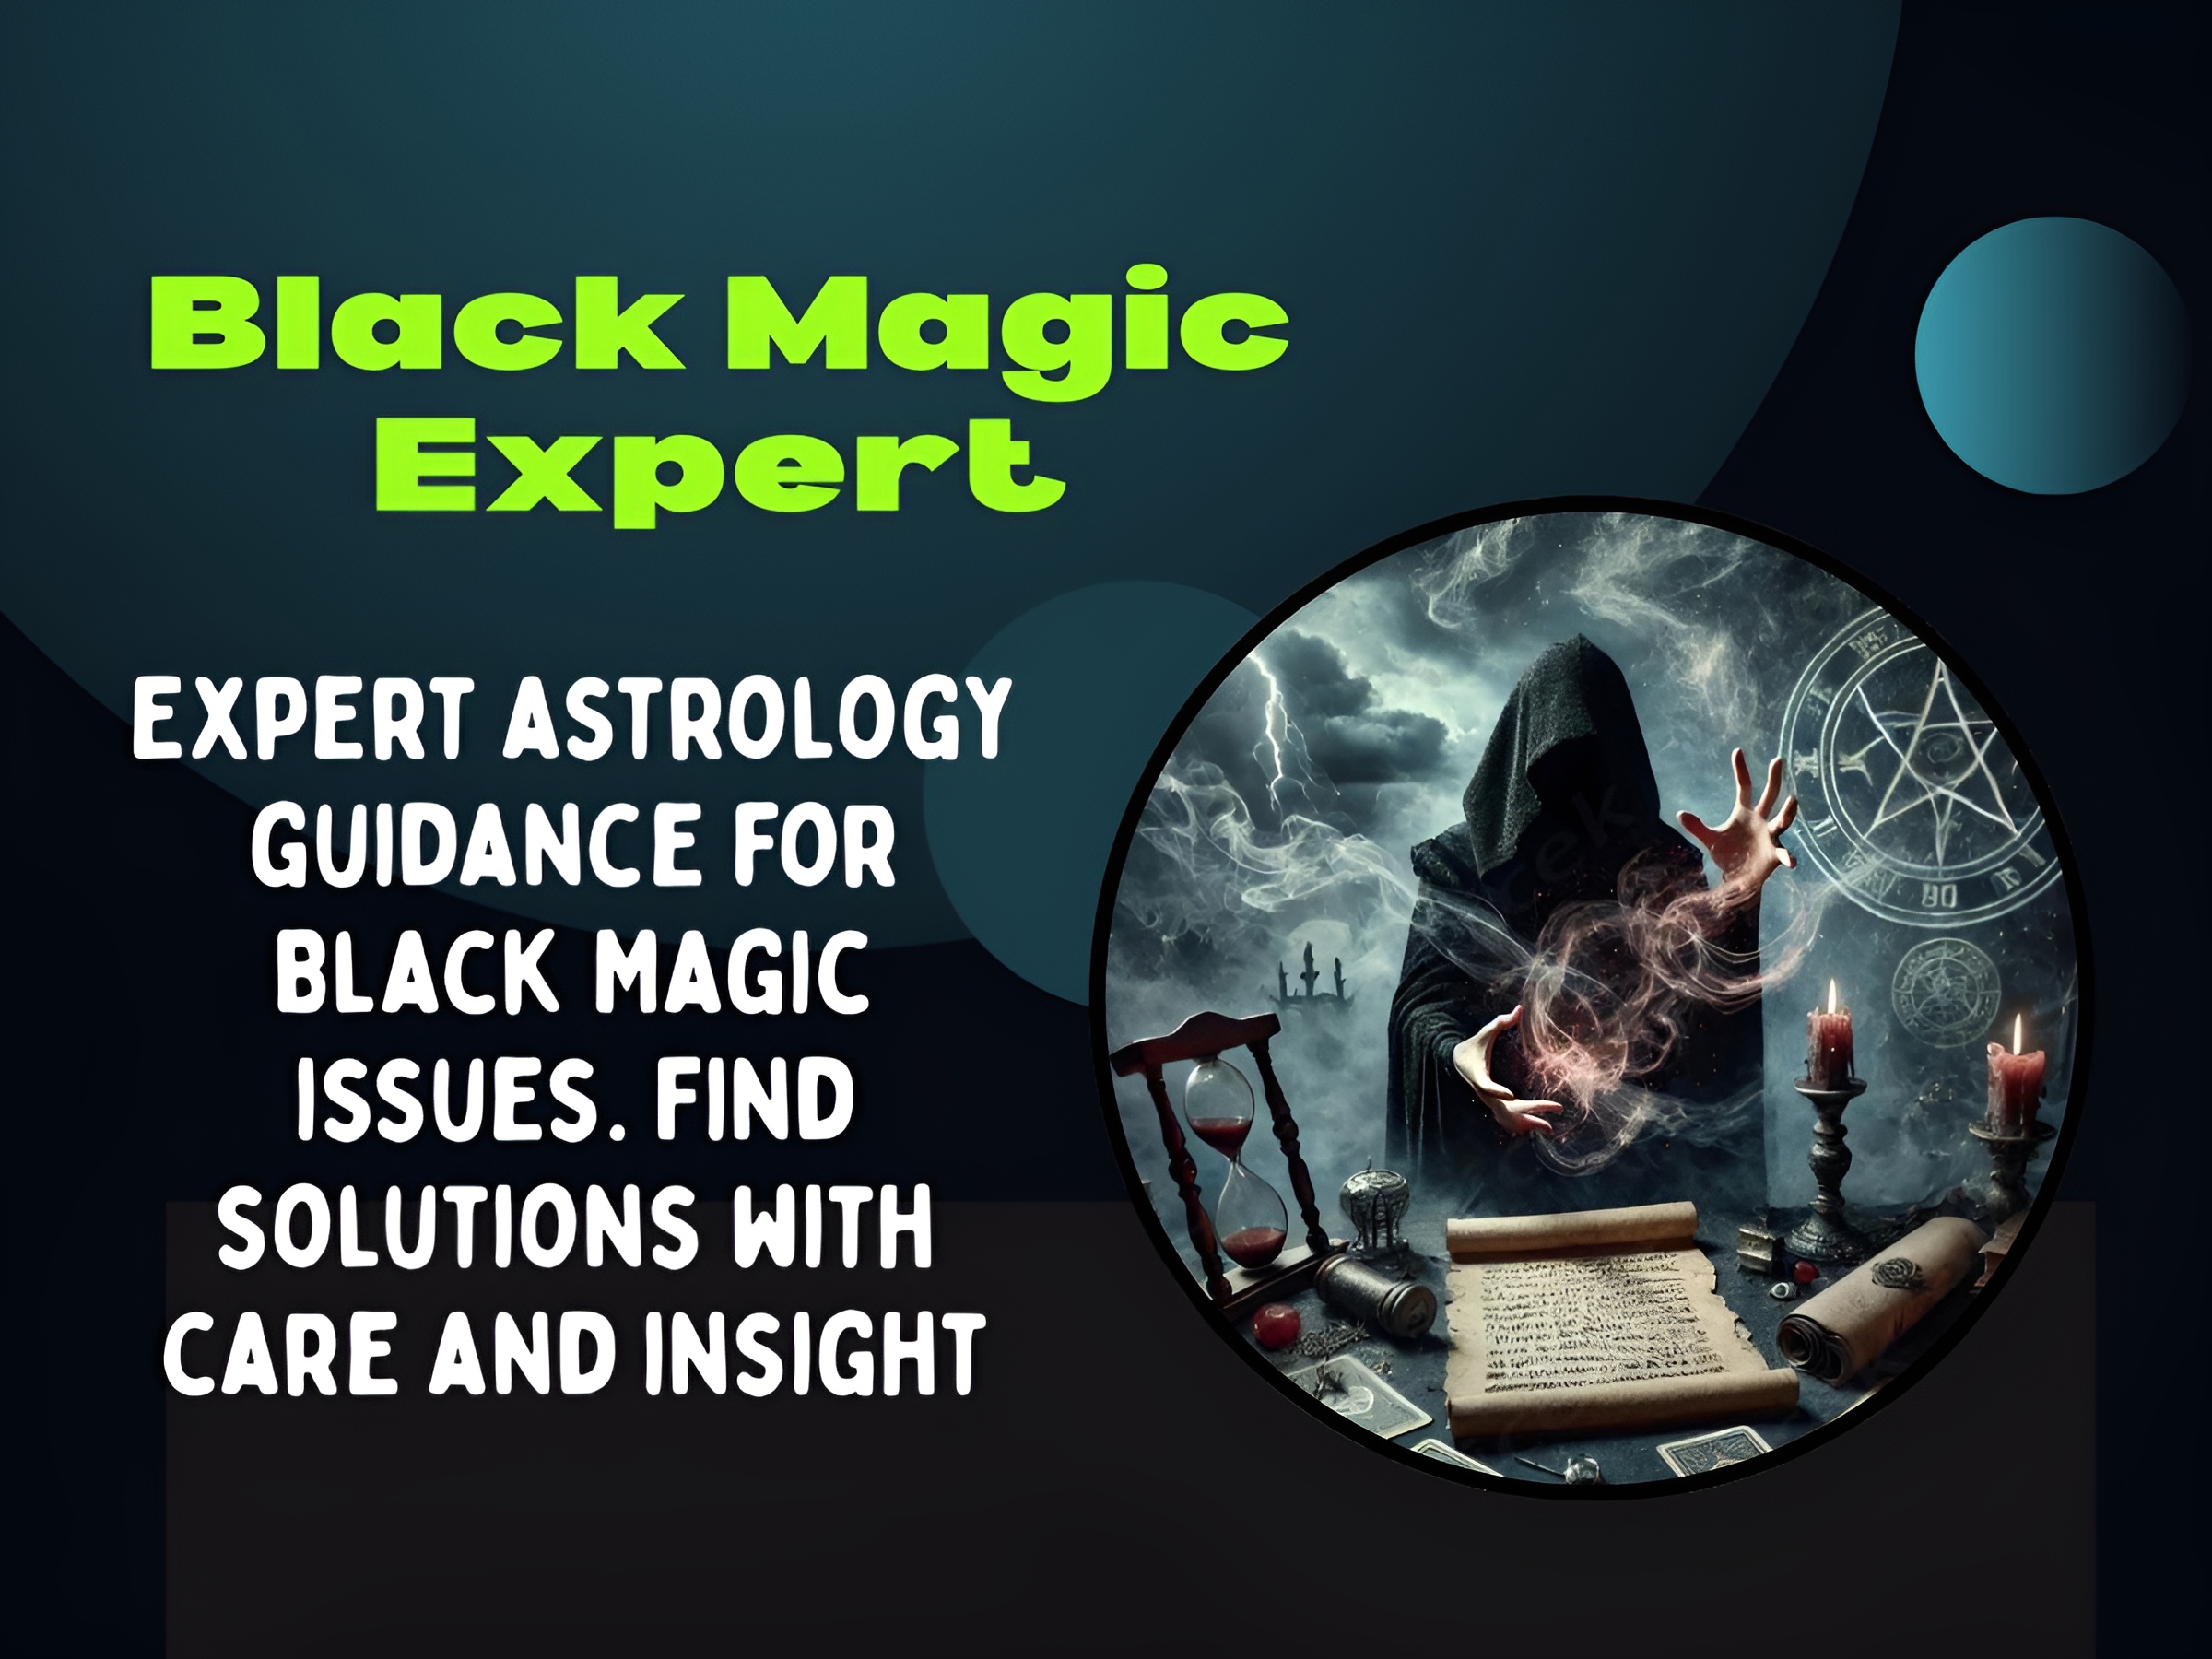 Black Magic
Expert
EXPERT ASTROLOGY
GUIDANCE FOR
BLACK MAGIC
ISSUES. FIND
SOLUTIONS WITH
CARE AND INSIGHT